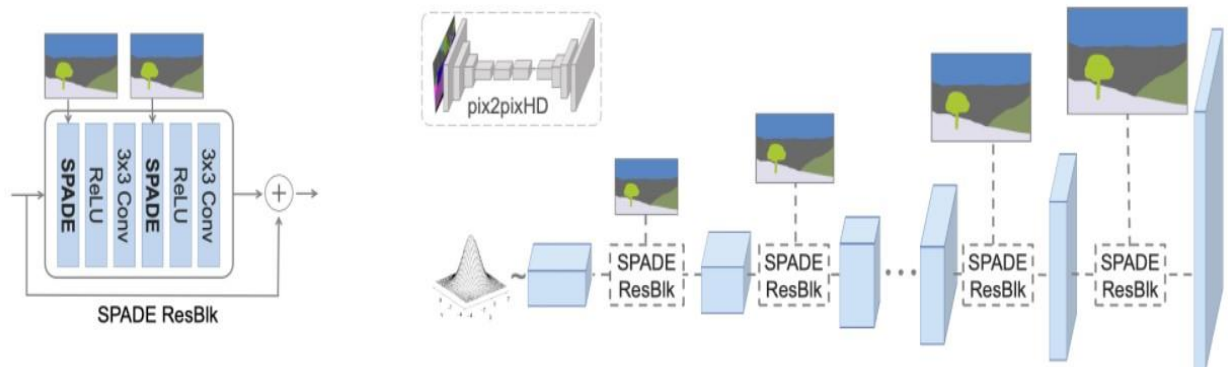 SPADE
ReLU
3x3 Conv
SPADE
ReLU
3x3 Conv
+
SPADE ResBlk
pix2pixHD
~
SPADE
ResBlk
SPADE
ResBlk
...
SPADE
ResBlk
SPADE
ResBlk